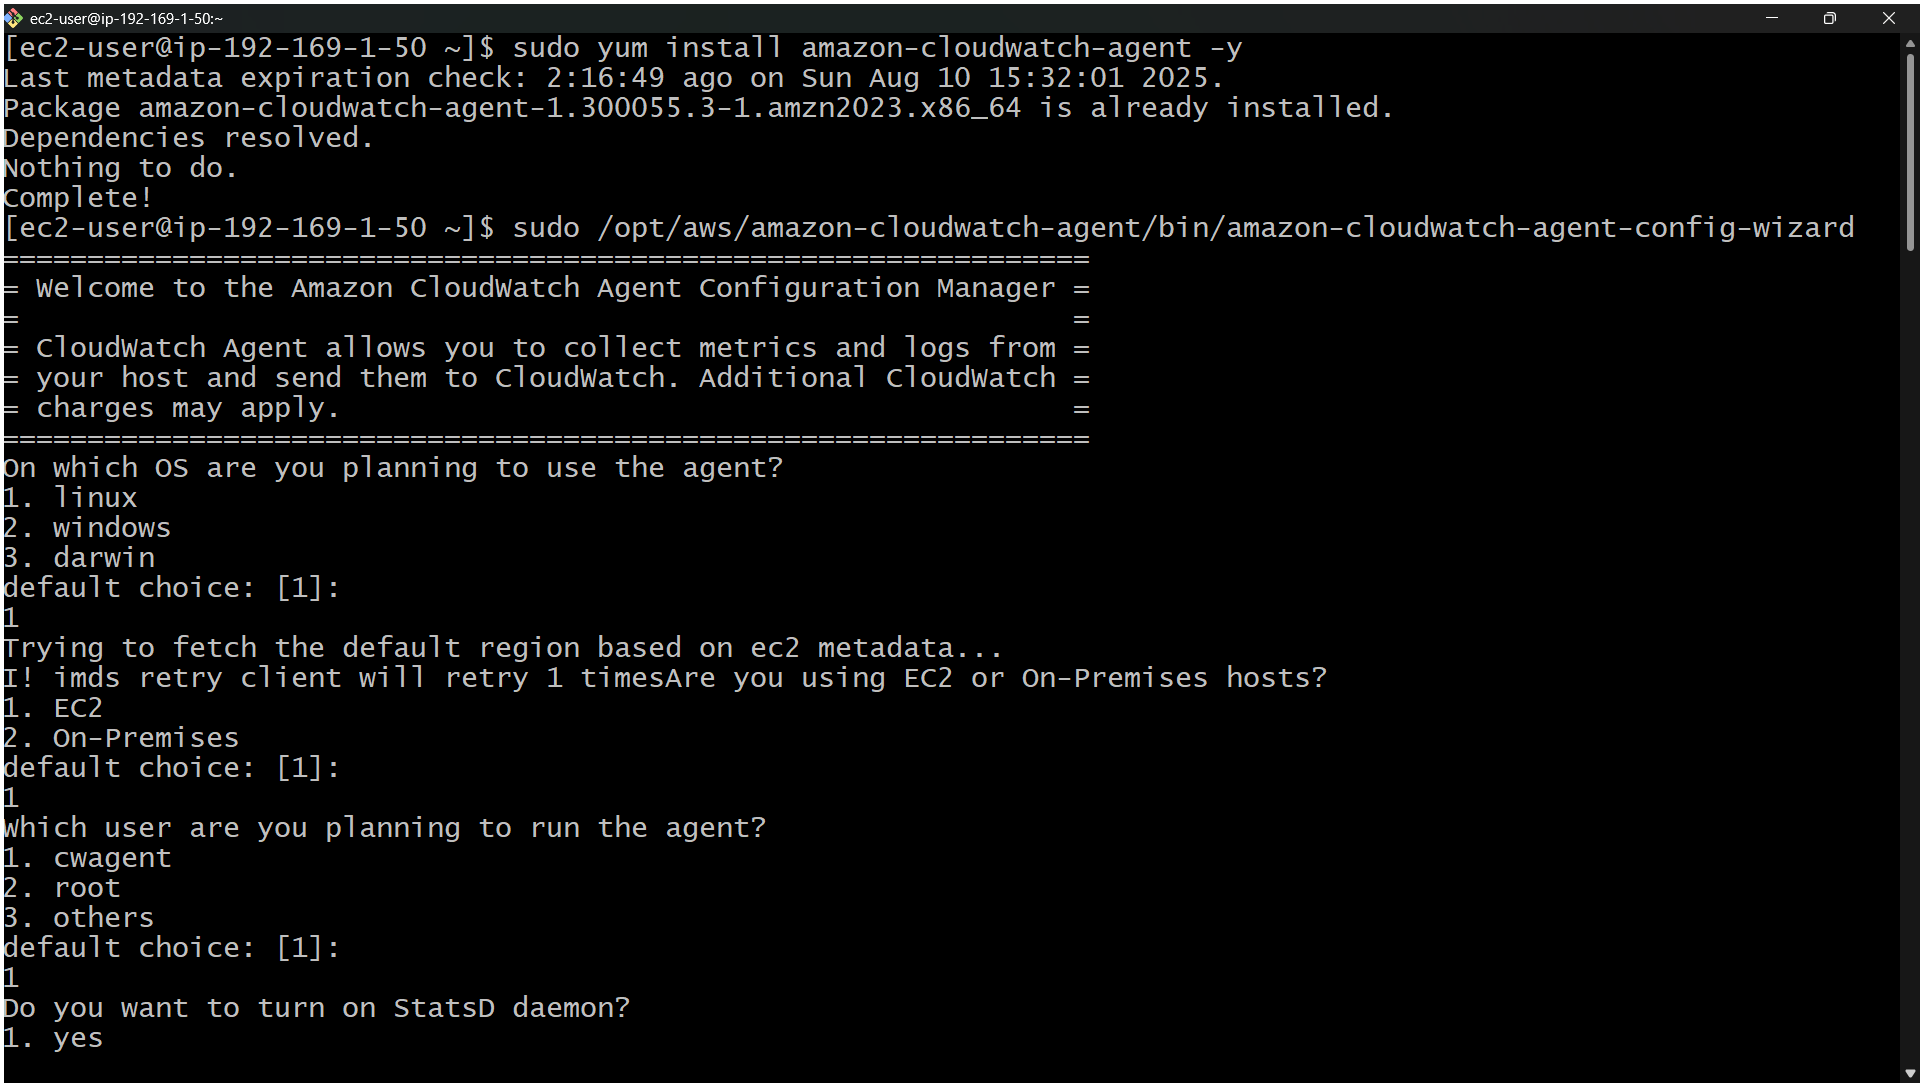 ec2-user@ip-192-169-1-50:~
[ec2-user@ip-192-169-1-50 ~]$ sudo yum install amazon-cloudwatch-agent -y
Last metadata expiration check: 2:16:49 ago on Sun Aug 10 15:32:01 2025.
Package amazon-cloudwatch-agent-1.300055.3-1.amzn2023.x86_64 is already installed.
Dependencies resolved.
Nothing to do.
Complete!
[ec2-user@ip-192-169-1-50 ~]$ sudo /opt/aws/amazon-cloudwatch-agent/bin/amazon-cloudwatch-agent-config-wizard
================================================================
= Welcome to the Amazon CloudWatch Agent Configuration Manager =
=                                                              =
= CloudWatch Agent allows you to collect metrics and logs from =
= your host and send them to CloudWatch. Additional CloudWatch =
= charges may apply.                                           =
================================================================
On which OS are you planning to use the agent?
1. linux
2. windows
3. darwin
default choice: [1]:
1
Trying to fetch the default region based on ec2 metadata...
I! imds retry client will retry 1 timesAre you using EC2 or On-Premises hosts?
1. EC2
2. On-Premises
default choice: [1]:
1
Which user are you planning to run the agent?
1. cwagent
2. root
3. others
default choice: [1]:
1
Do you want to turn on StatsD daemon?
1. yes